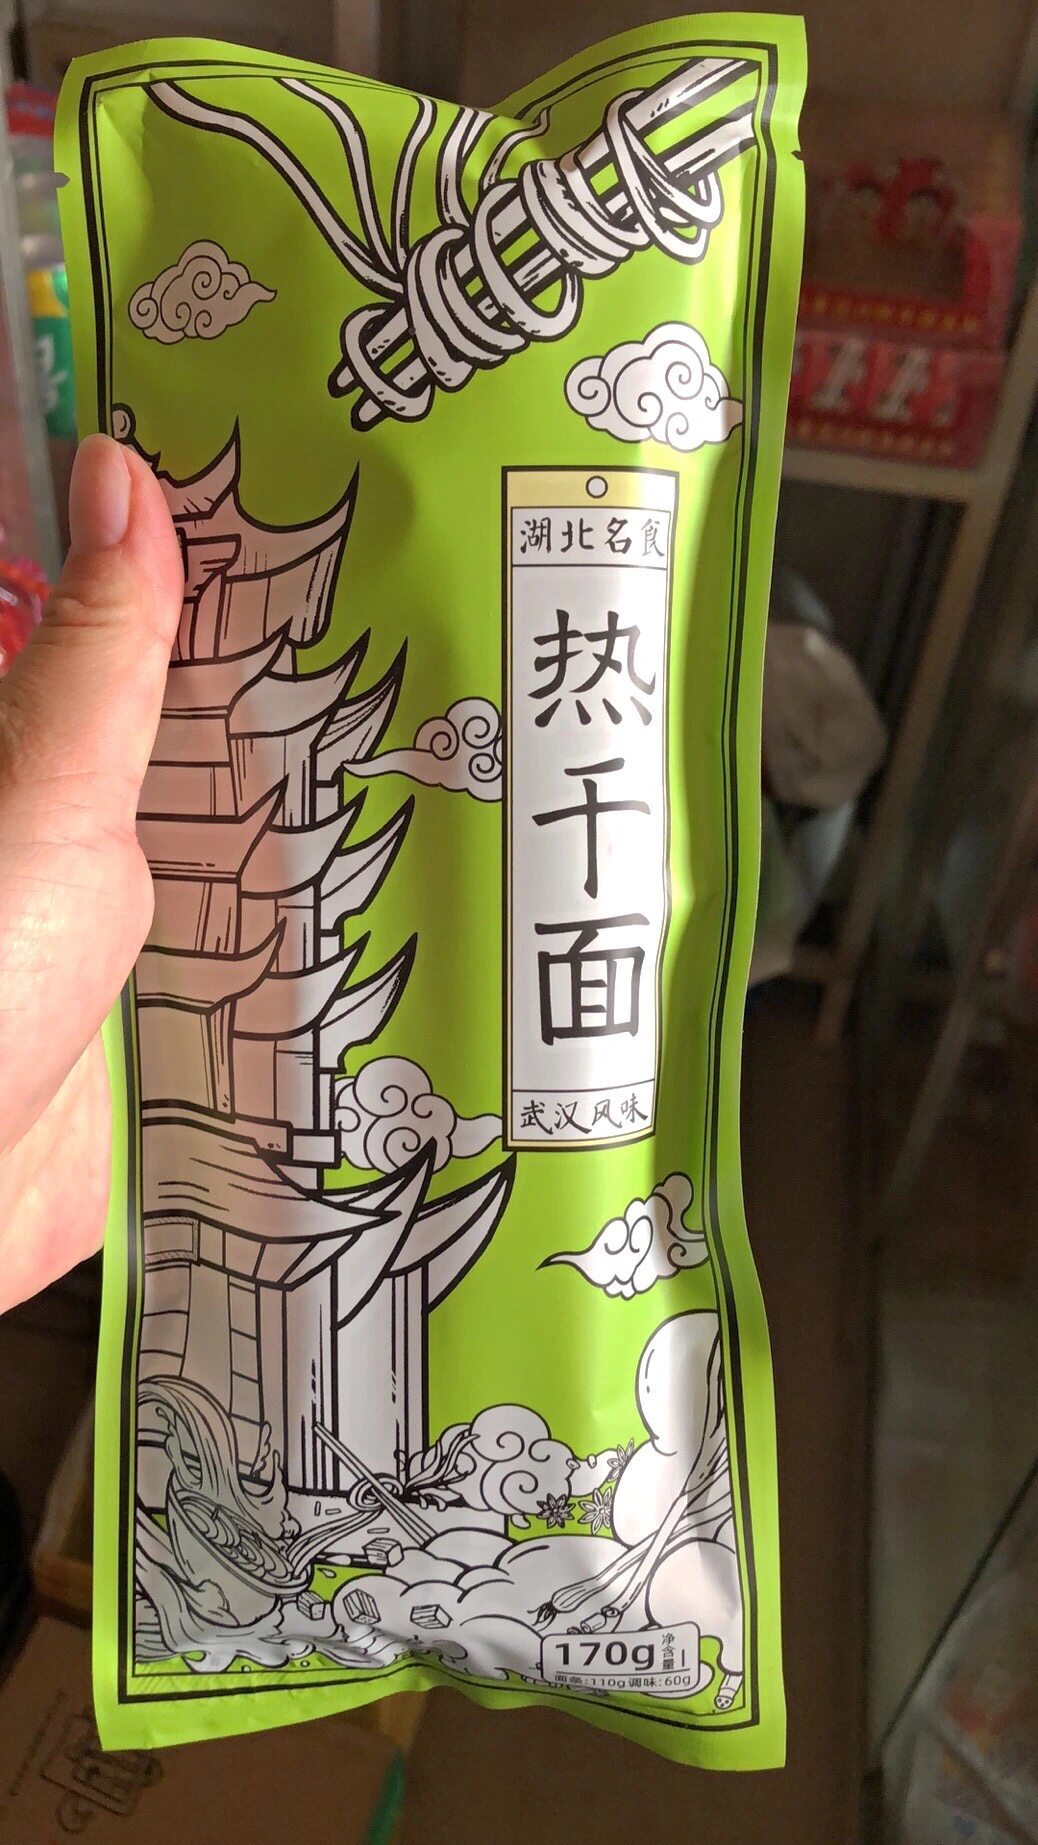 湖北名食
热干面
武汉风味
170g 净含量
面条:110g 调味:60g